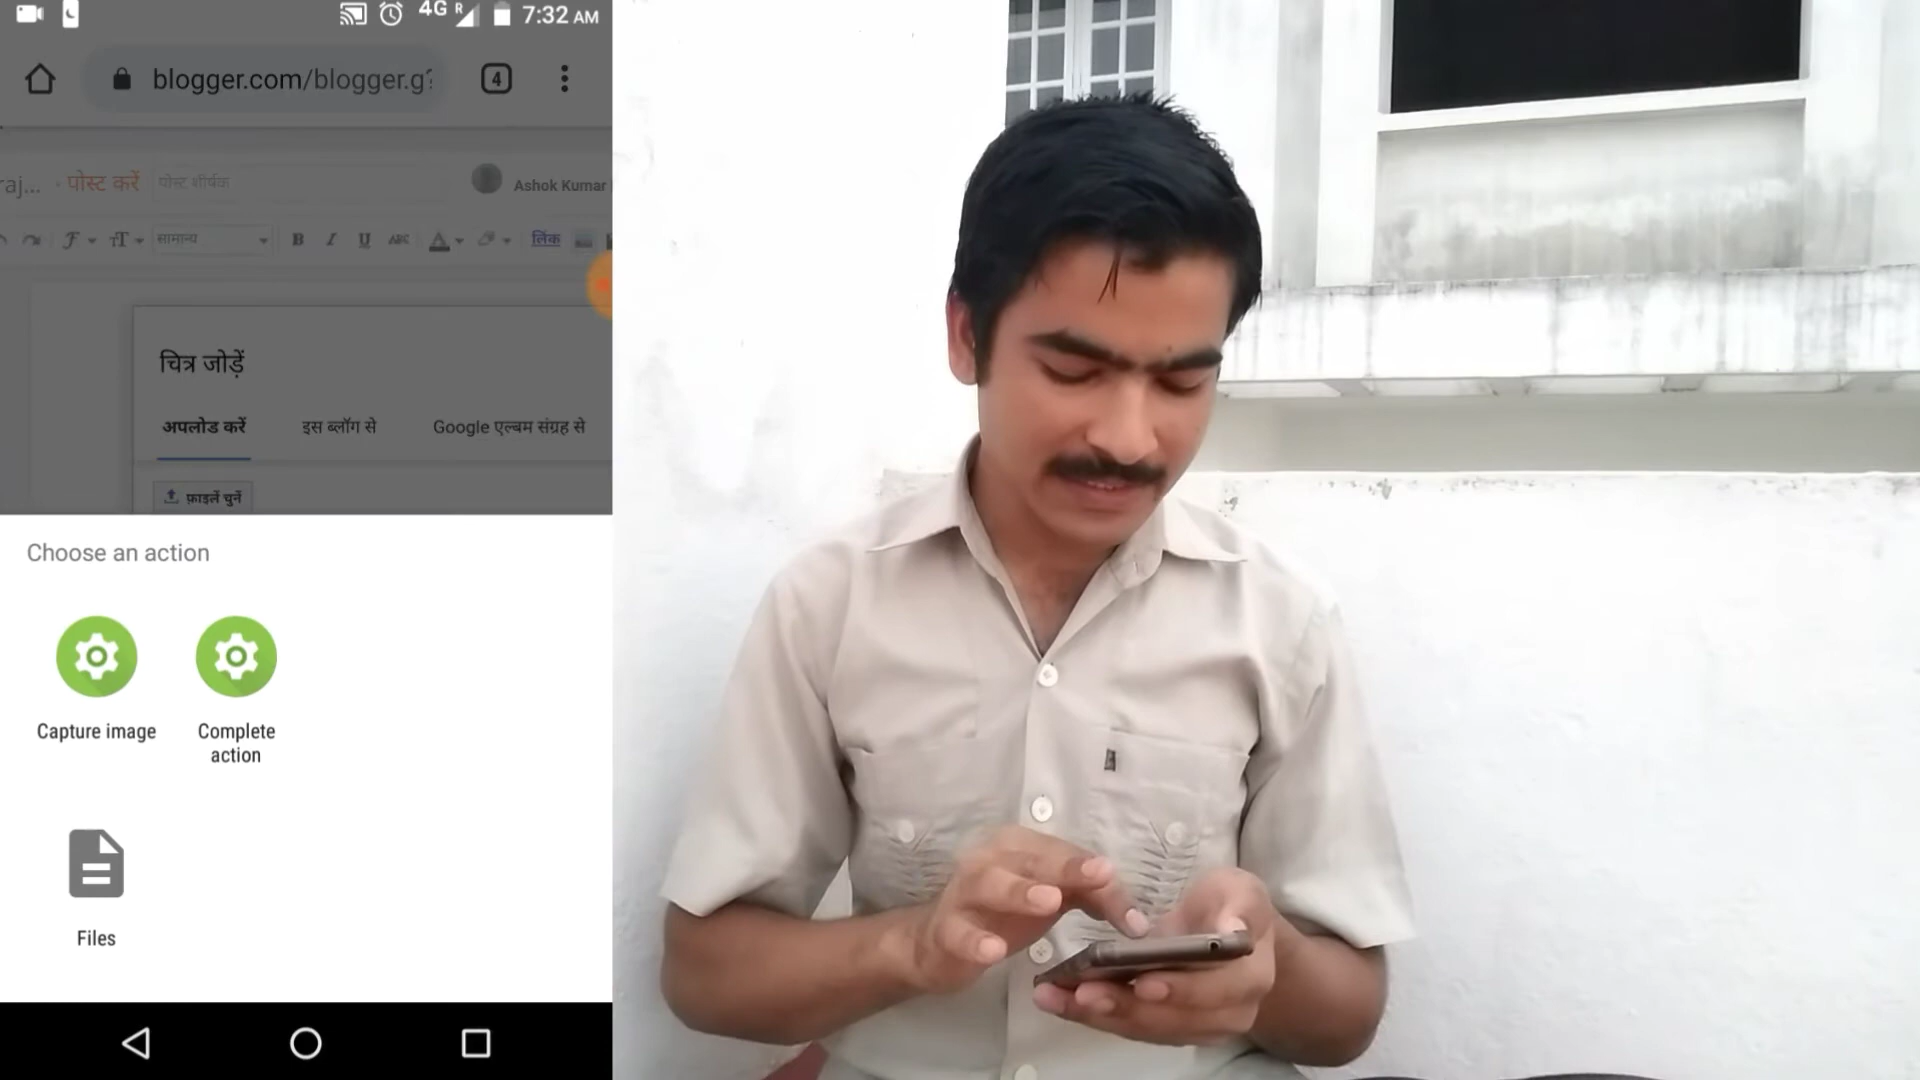 4G R 7:32 AM
blogger.com/blogger.g?
4
raj... · पोस्ट करें पोस्ट शीर्षक Ashok Kumar
सामान्य B I U ABC A लिंक
चित्र जोड़ें
अपलोड करें इस ब्लॉग से Google एल्बम संग्रह से
फ़ाइलें चुनें
Choose an action
Capture image Complete action
Files